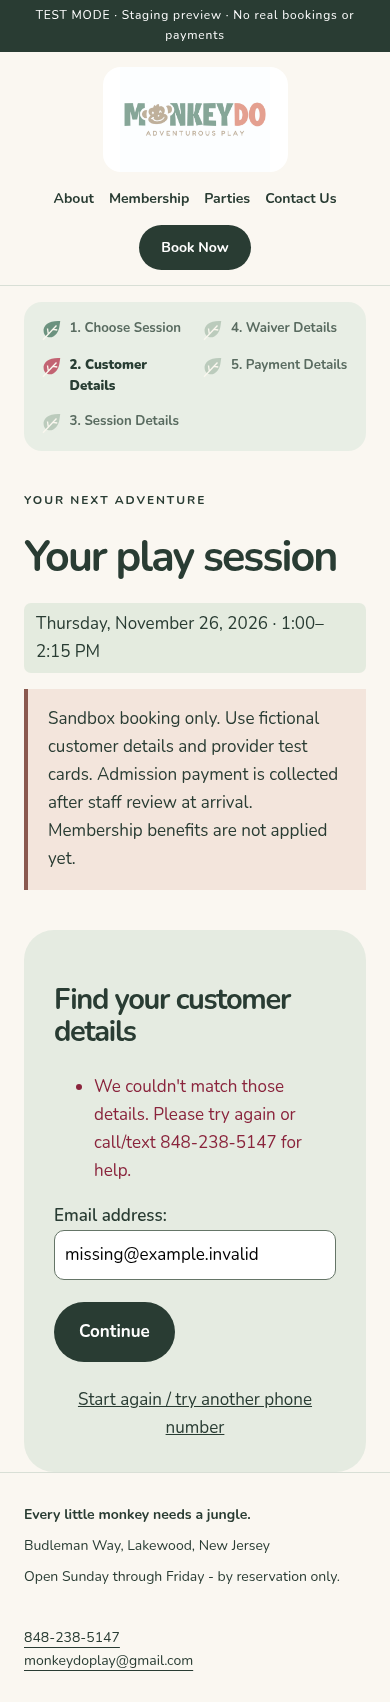 TEST MODE · Staging preview · No real bookings or
payments
MONKEYDO
ADVENTUROUS PLAY
About Membership Parties Contact Us
Book Now
1. Choose Session
2. Customer
Details
3. Session Details
4. Waiver Details
5. Payment Details
YOUR NEXT ADVENTURE
Your play session
Thursday, November 26, 2026 · 1:00–
2:15 PM
Sandbox booking only. Use fictional
customer details and provider test
cards. Admission payment is collected
after staff review at arrival.
Membership benefits are not applied
yet.
Find your customer
details
• We couldn't match those
details. Please try again or
call/text 848-238-5147 for
help.
Email address:
missing@example.invalid
Continue
Start again / try another phone
number
Every little monkey needs a jungle.
Budleman Way, Lakewood, New Jersey
Open Sunday through Friday - by reservation only.
848-238-5147
monkeydoplay@gmail.com